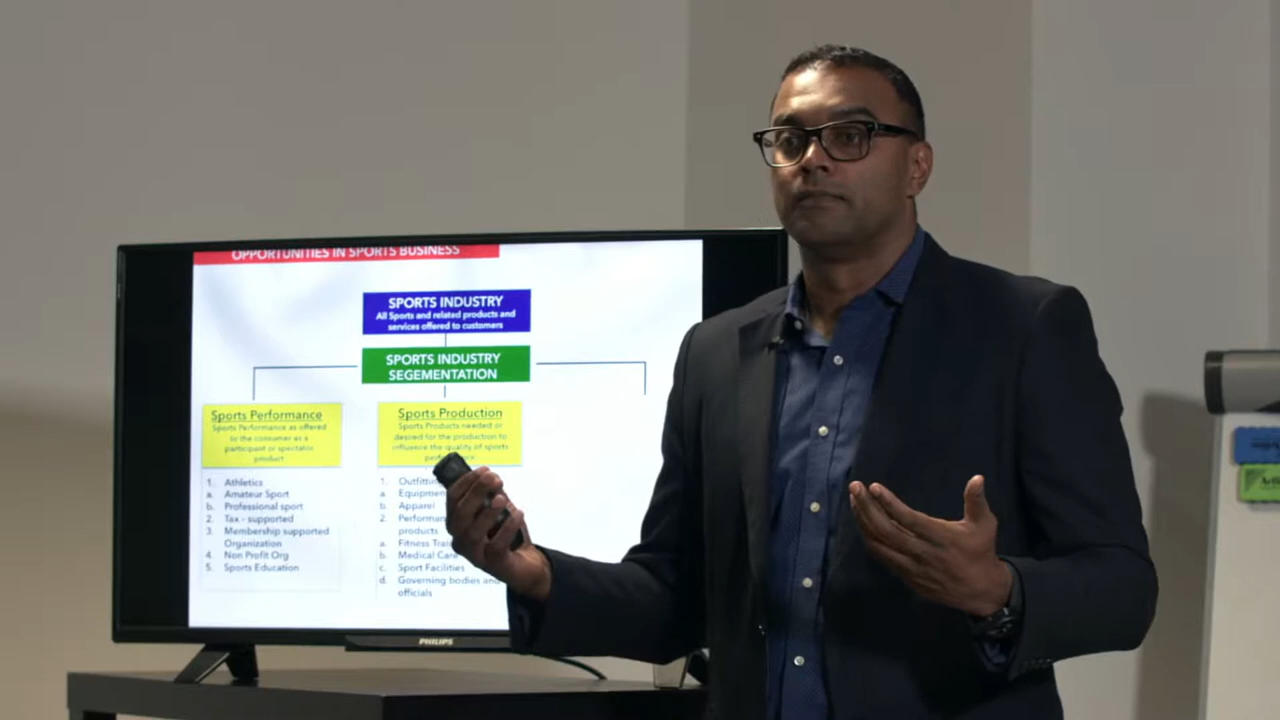 OPPORTUNITIES IN SPORTS BUSINESS
SPORTS INDUSTRY
All Sports and related products and
services offered to customers
SPORTS INDUSTRY
SEGEMENTATION
Sports Performance
Sports Performance as offered
to the consumer as a
participant or spectator
product
1. Athletics
a. Amateur Sport
b. Professional sport
2. Tax - supported
3. Membership supported
Organization
4. Non Profit Org
5. Sports Education
Sports Production
Sports Products needed or
desired for the production to
influence the quality of sports
1.
a.
b. Apparel
2.
products
a. Fitness
b. Medical Care
c. Sport Facilities
d. Governing bodies and
officials
PHILIPS